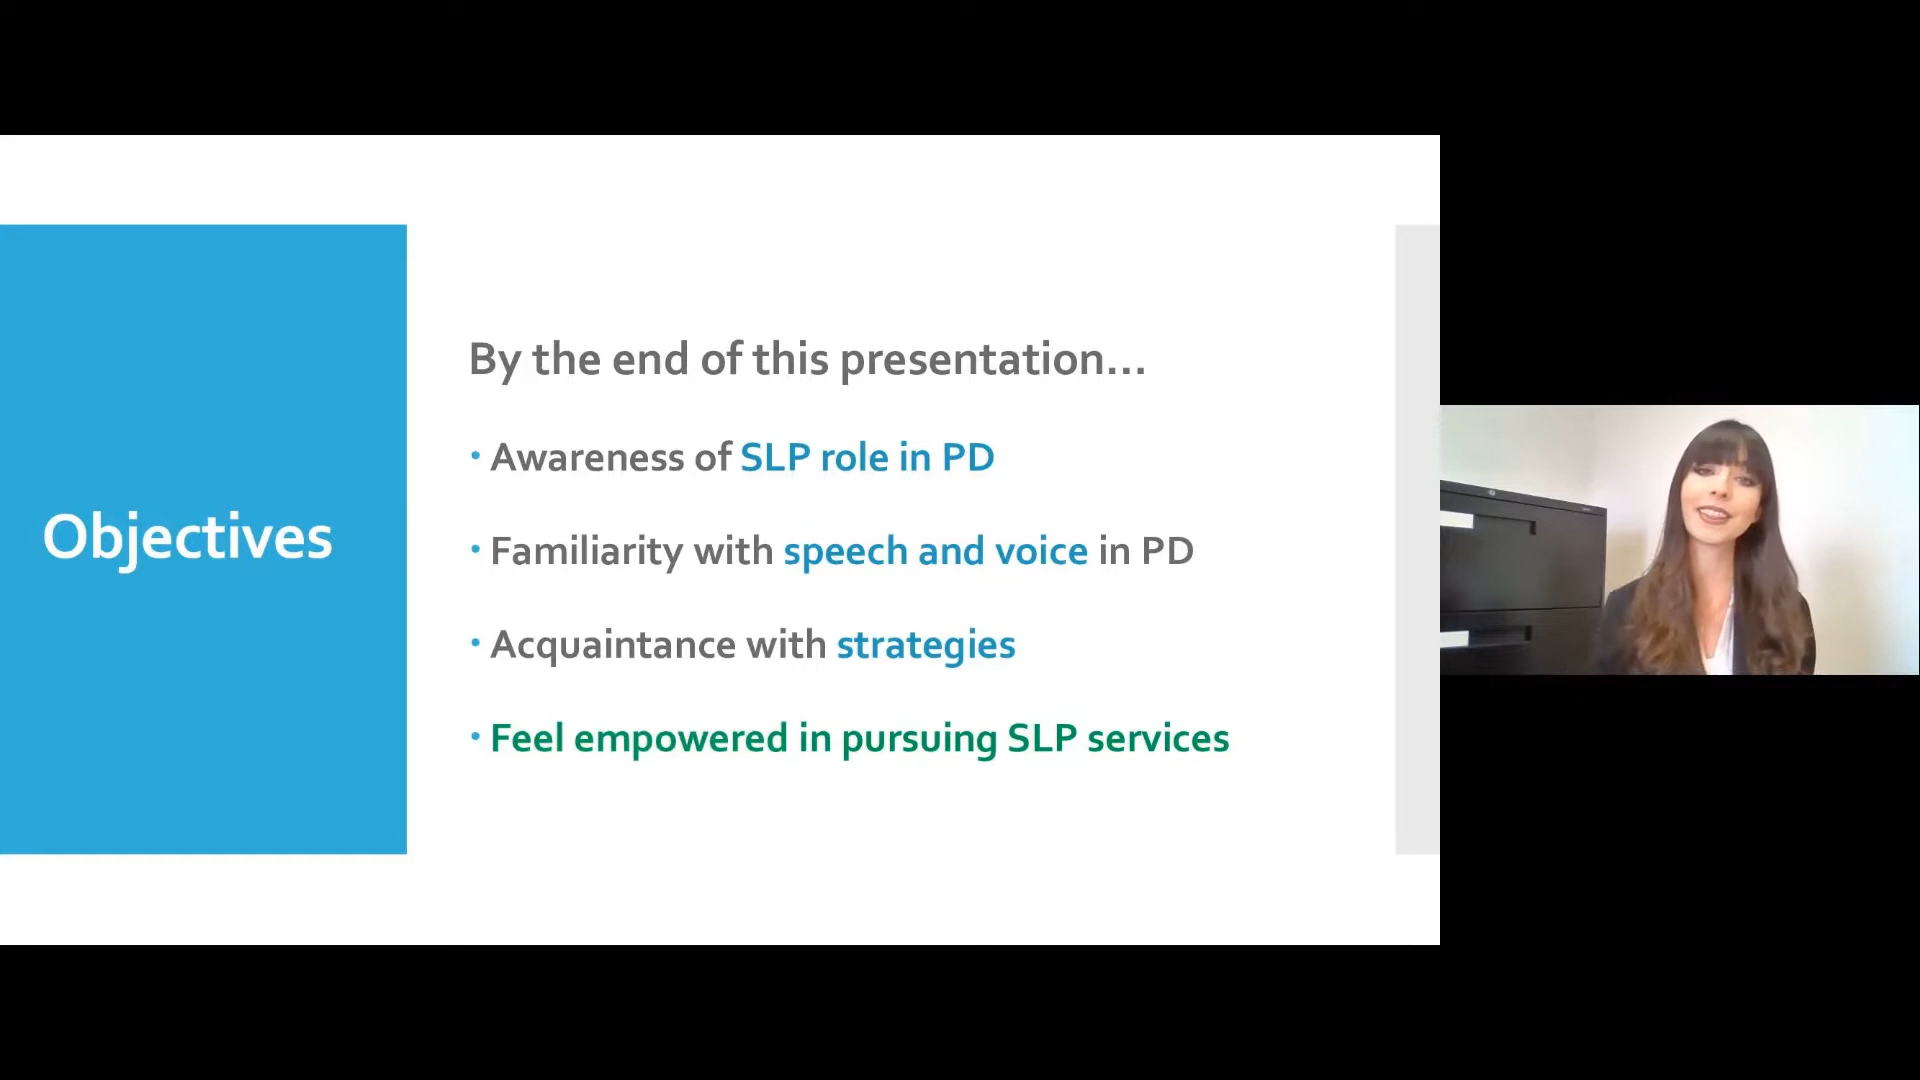 Objectives
By the end of this presentation...
• Awareness of SLP role in PD
• Familiarity with speech and voice in PD
• Acquaintance with strategies
• Feel empowered in pursuing SLP services